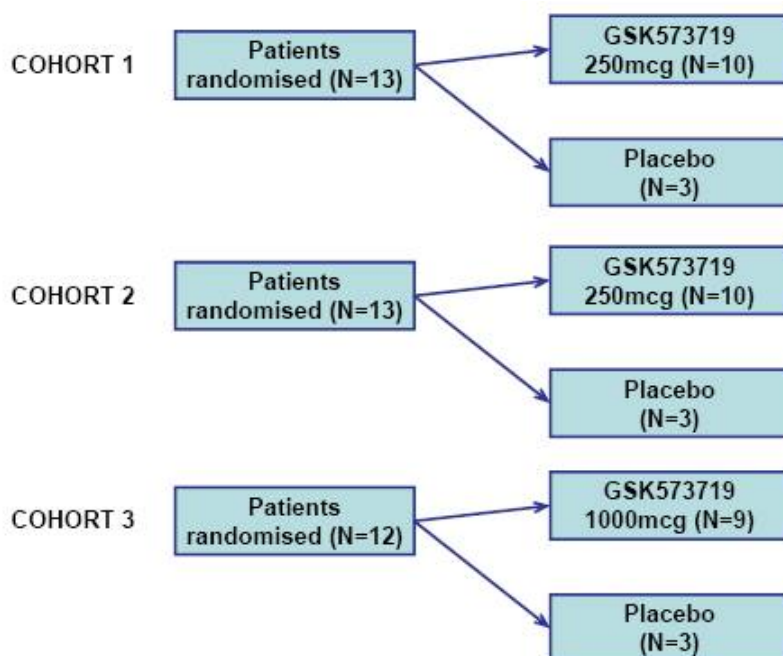 COHORT 1
Patients
randomised (N=13)
GSK573719
250mcg (N=10)
Placebo
(N=3)
COHORT 2
Patients
randomised (N=13)
GSK573719
250mcg (N=10)
Placebo
(N=3)
COHORT 3
Patients
randomised (N=12)
GSK573719
1000mcg (N=9)
Placebo
(N=3)